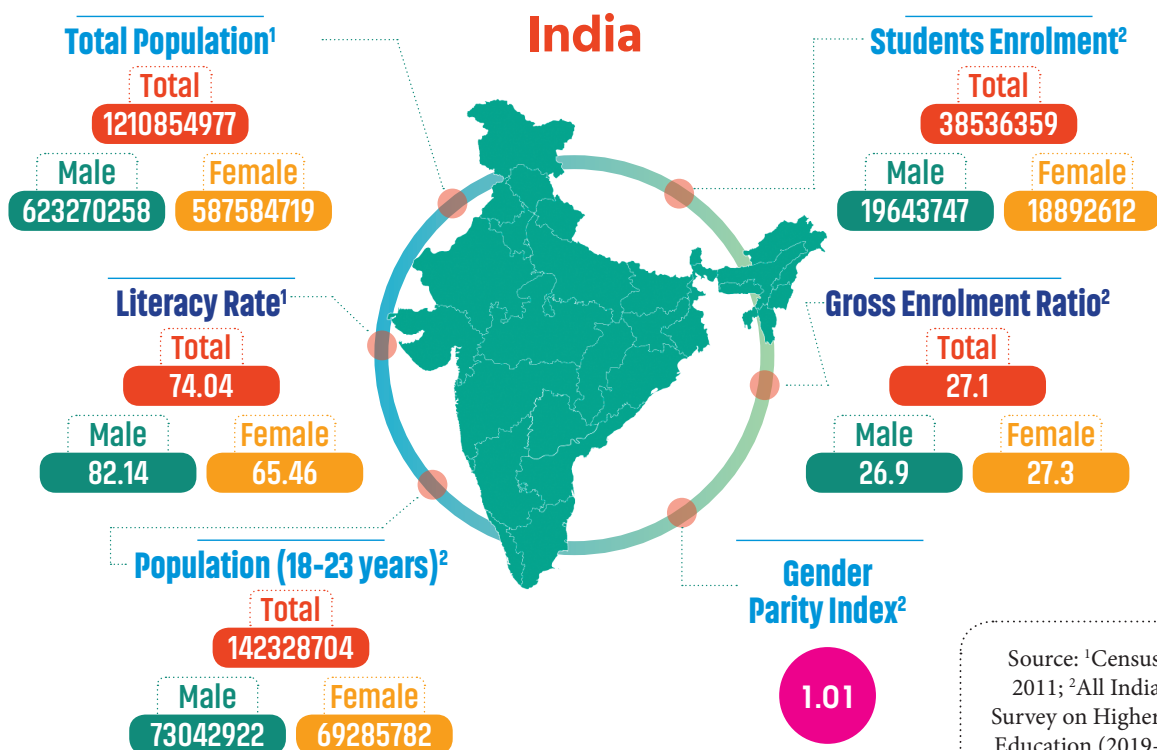 India
Total Population¹
Total
1210854977
Male
Female
623270258
587584719
Literacy Rate¹
Total
74.04
Male
Female
82.14
65.46
Population (18-23 years)²
Total
142328704
Male
Female
73042922
69285782
Students Enrolment²
Total
38536359
Male
Female
19643747
18892612
Gross Enrolment Ratio²
Total
27.1
Male
Female
26.9
27.3
Gender
Parity Index²
1.01
Source: ¹Census
2011; ²All India
Survey on Higher
Education (2019-